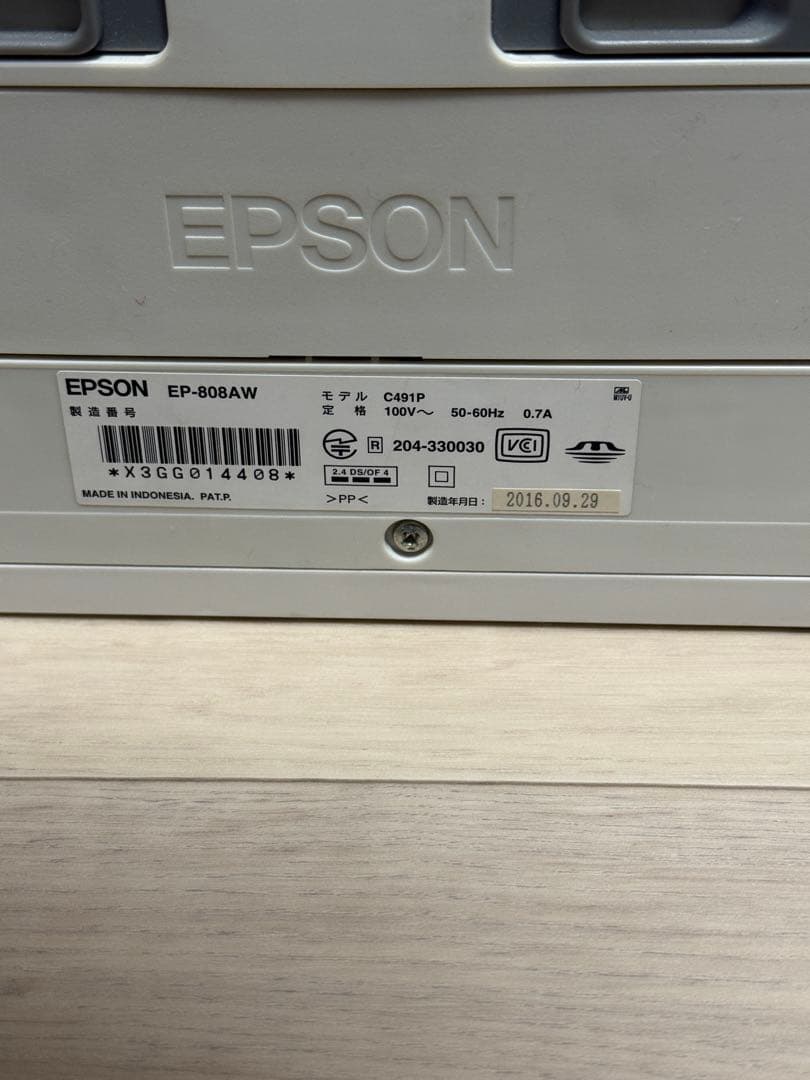 EPSON
EPSON EP-808AW
製造番号
*X3GG014408*
MADE IN INDONESIA. PAT.P.
モデル C491P
定格 100V～ 50-60Hz 0.7A
R 204-330030 VCI
2.4 DS/OF 4
>PP<
製造年月日: 2016.09.29